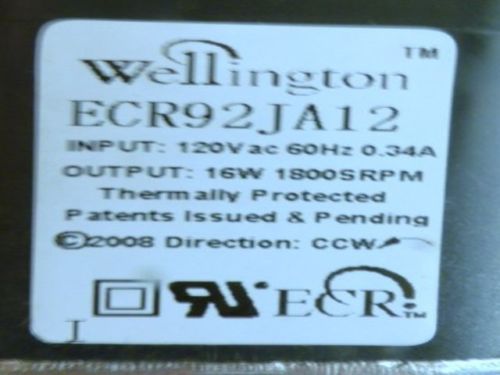 Wellington TM
ECR92JA12
INPUT: 120Vac 60Hz 0.34A
OUTPUT: 16W 1800SRPM
Thermally Protected
Patents Issued & Pending
©2008 Direction: CCW
ECR TM
I